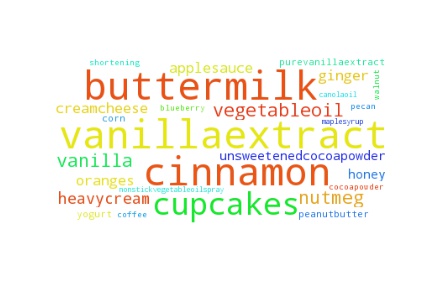 shortening
purevanillaextract
applesauce
ginger
walnut
buttermilk
canolaoil
creamcheese
blueberry
vegetableoil
pecan
corn
maplesyrup
vanillaextract
vanilla
unsweetenedcocoapowder
cinnamon
honey
oranges
cocoapowder
nonstickvegetableoilspray
heavycream
cupcakes
nutmeg
yogurt
coffee
peanutbutter